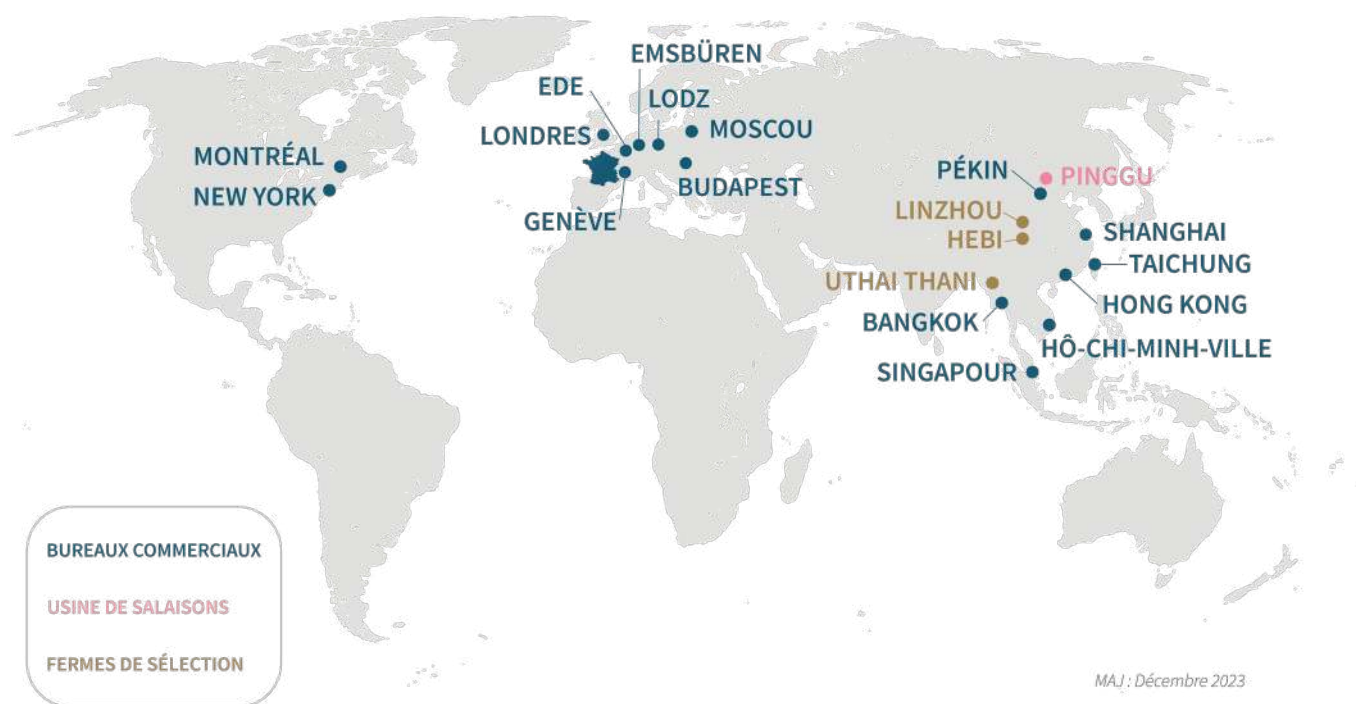 EMSBÜREN
EDE
LODZ
LONDRES
MOSCOU
MONTRÉAL
NEW YORK
BUDAPEST
GENÈVE
PÉKIN
PINGGU
LINZHOU
HEBI
SHANGHAI
TAICHUNG
UTHAI THANI
HONG KONG
BANGKOK
HÔ-CHI-MINH-VILLE
SINGAPOUR
BUREAUX COMMERCIAUX
USINE DE SALAISONS
FERMES DE SÉLECTION
MAJ : Décembre 2023